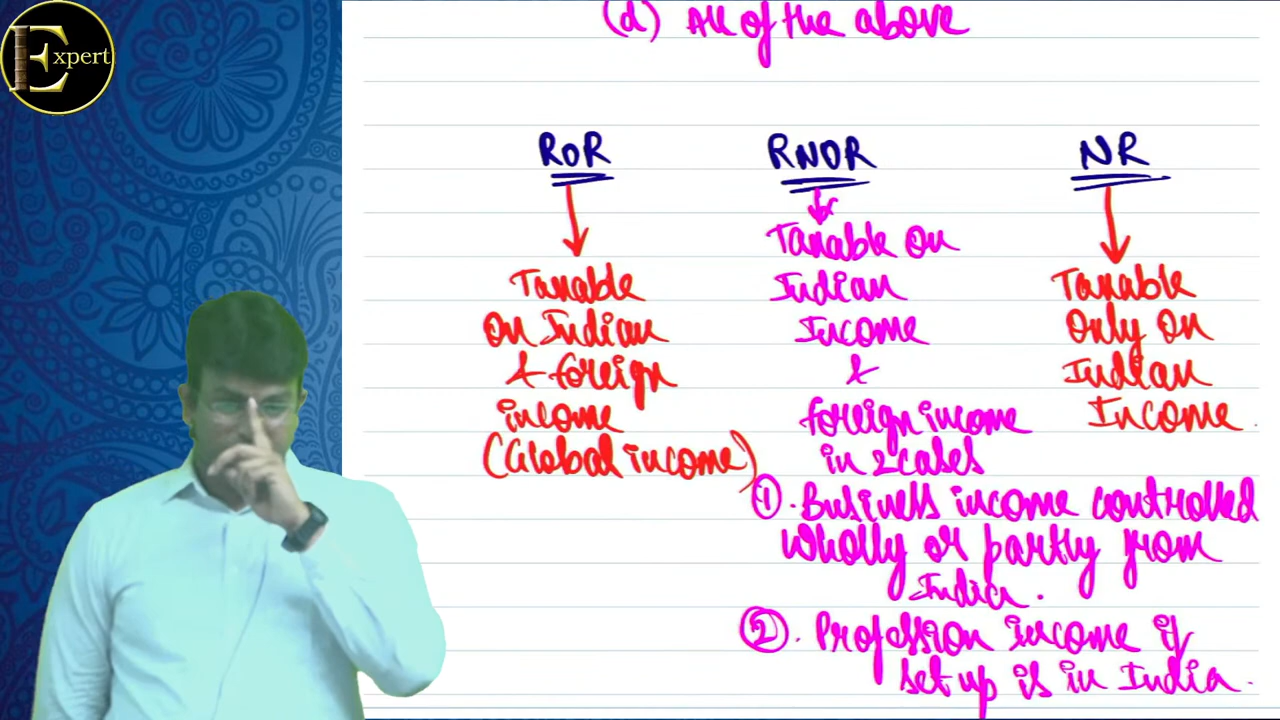 Expert
(d) All of the above
ROR
RNOR
NR
Taxable
on Indian
& foreign
income
(Global income)
Taxable on
Indian
Income
&
foreign income
in 2 cases
①. Business income controlled
wholly or partly from
India.
②. Profession income if
set up is in India.
Taxable
only on
Indian
Income.